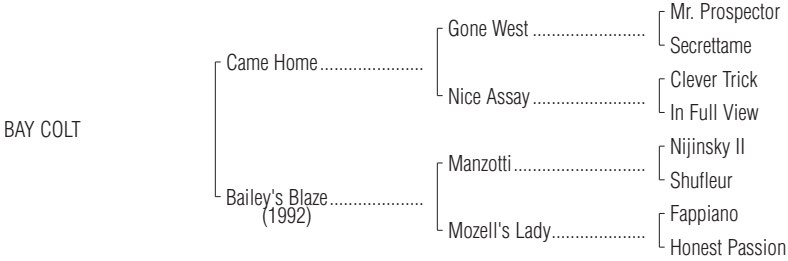 Mr. Prospector
Gone West ........................
Secrettame
Came Home......................
Clever Trick
Nice Assay ........................
In Full View
BAY COLT
Nijinsky II
Manzotti............................
Shufleur
Bailey's Blaze....................
(1992)
Fappiano
Mozell's Lady....................
Honest Passion